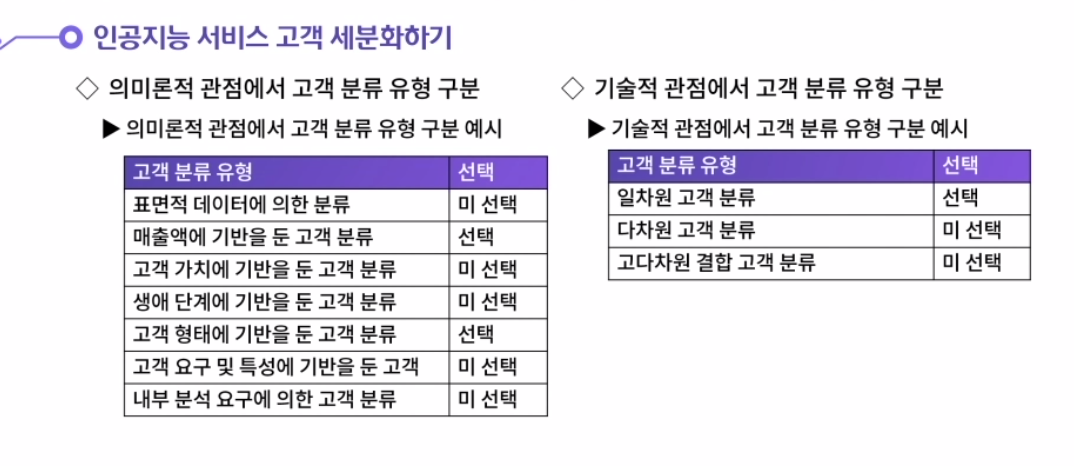 인공지능 서비스 고객 세분화하기
◇ 의미론적 관점에서 고객 분류 유형 구분
▶ 의미론적 관점에서 고객 분류 유형 구분 예시
고객 분류 유형 선택
표면적 데이터에 의한 분류 미 선택
매출액에 기반을 둔 고객 분류 선택
고객 가치에 기반을 둔 고객 분류 미 선택
생애 단계에 기반을 둔 고객 분류 미 선택
고객 형태에 기반을 둔 고객 분류 선택
고객 요구 및 특성에 기반을 둔 고객 미 선택
내부 분석 요구에 의한 고객 분류 미 선택
◇ 기술적 관점에서 고객 분류 유형 구분
▶ 기술적 관점에서 고객 분류 유형 구분 예시
고객 분류 유형 선택
일차원 고객 분류 선택
다차원 고객 분류 미 선택
고다차원 결합 고객 분류 미 선택